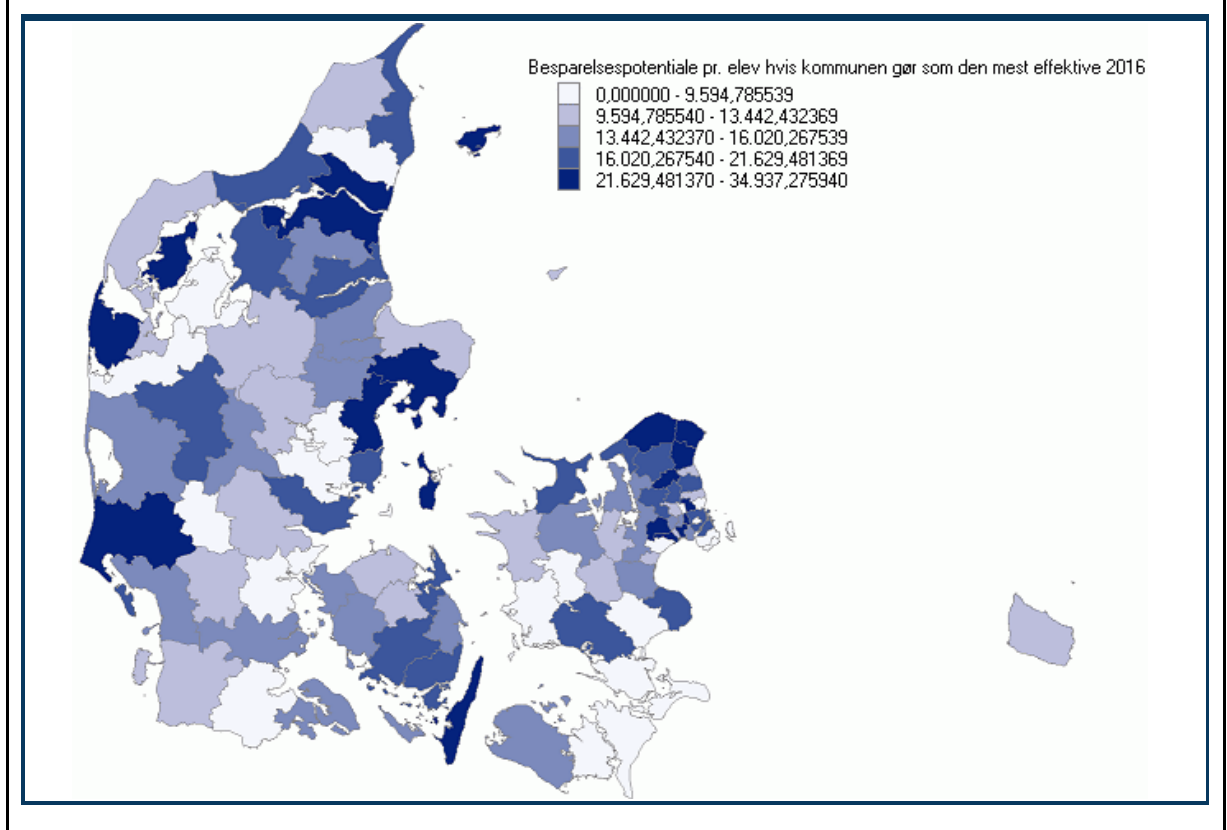 Besparelsespotentiale pr. elev hvis kommunen gør som den mest effektive 2016
0,000000 - 9.594,785539
9.594,785540 - 13.442,432369
13.442,432370 - 16.020,267539
16.020,267540 - 21.629,481369
21.629,481370 - 34.937,275940